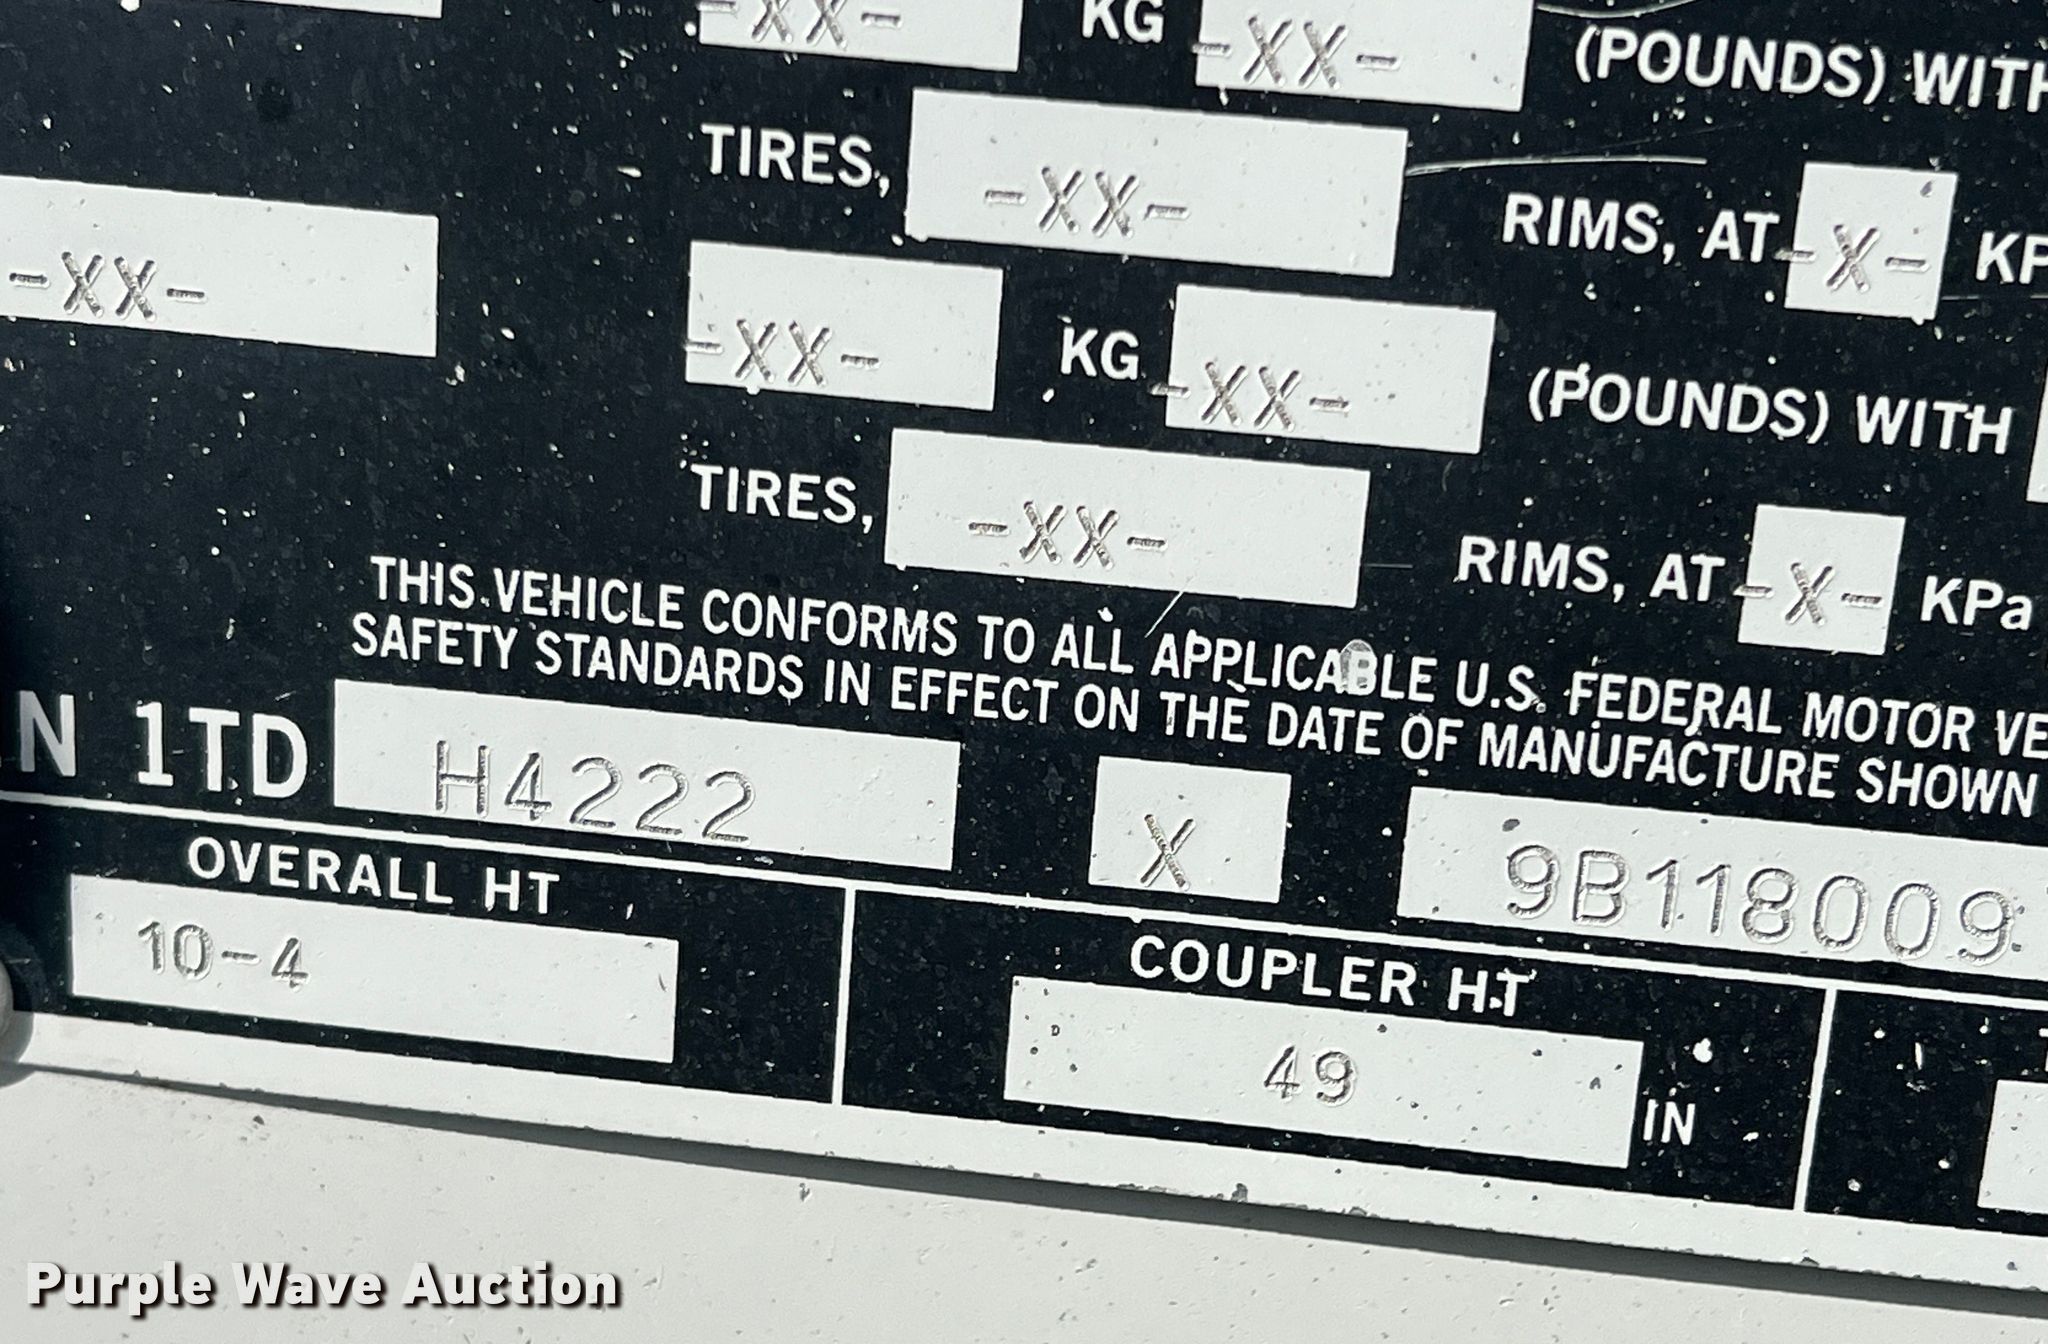 -XX- KG -XX- (POUNDS) WITH
TIRES, -XX- RIMS, AT -X- KP
-XX- -XX- KG -XX- (POUNDS) WITH
TIRES, -XX- RIMS, AT -X- KPa
THIS VEHICLE CONFORMS TO ALL APPLICABLE U.S. FEDERAL MOTOR VE
SAFETY STANDARDS IN EFFECT ON THE DATE OF MANUFACTURE SHOWN
N 1TD H4222 X 9B118009
OVERALL HT
10-4
COUPLER HT
49 IN
Purple Wave Auction